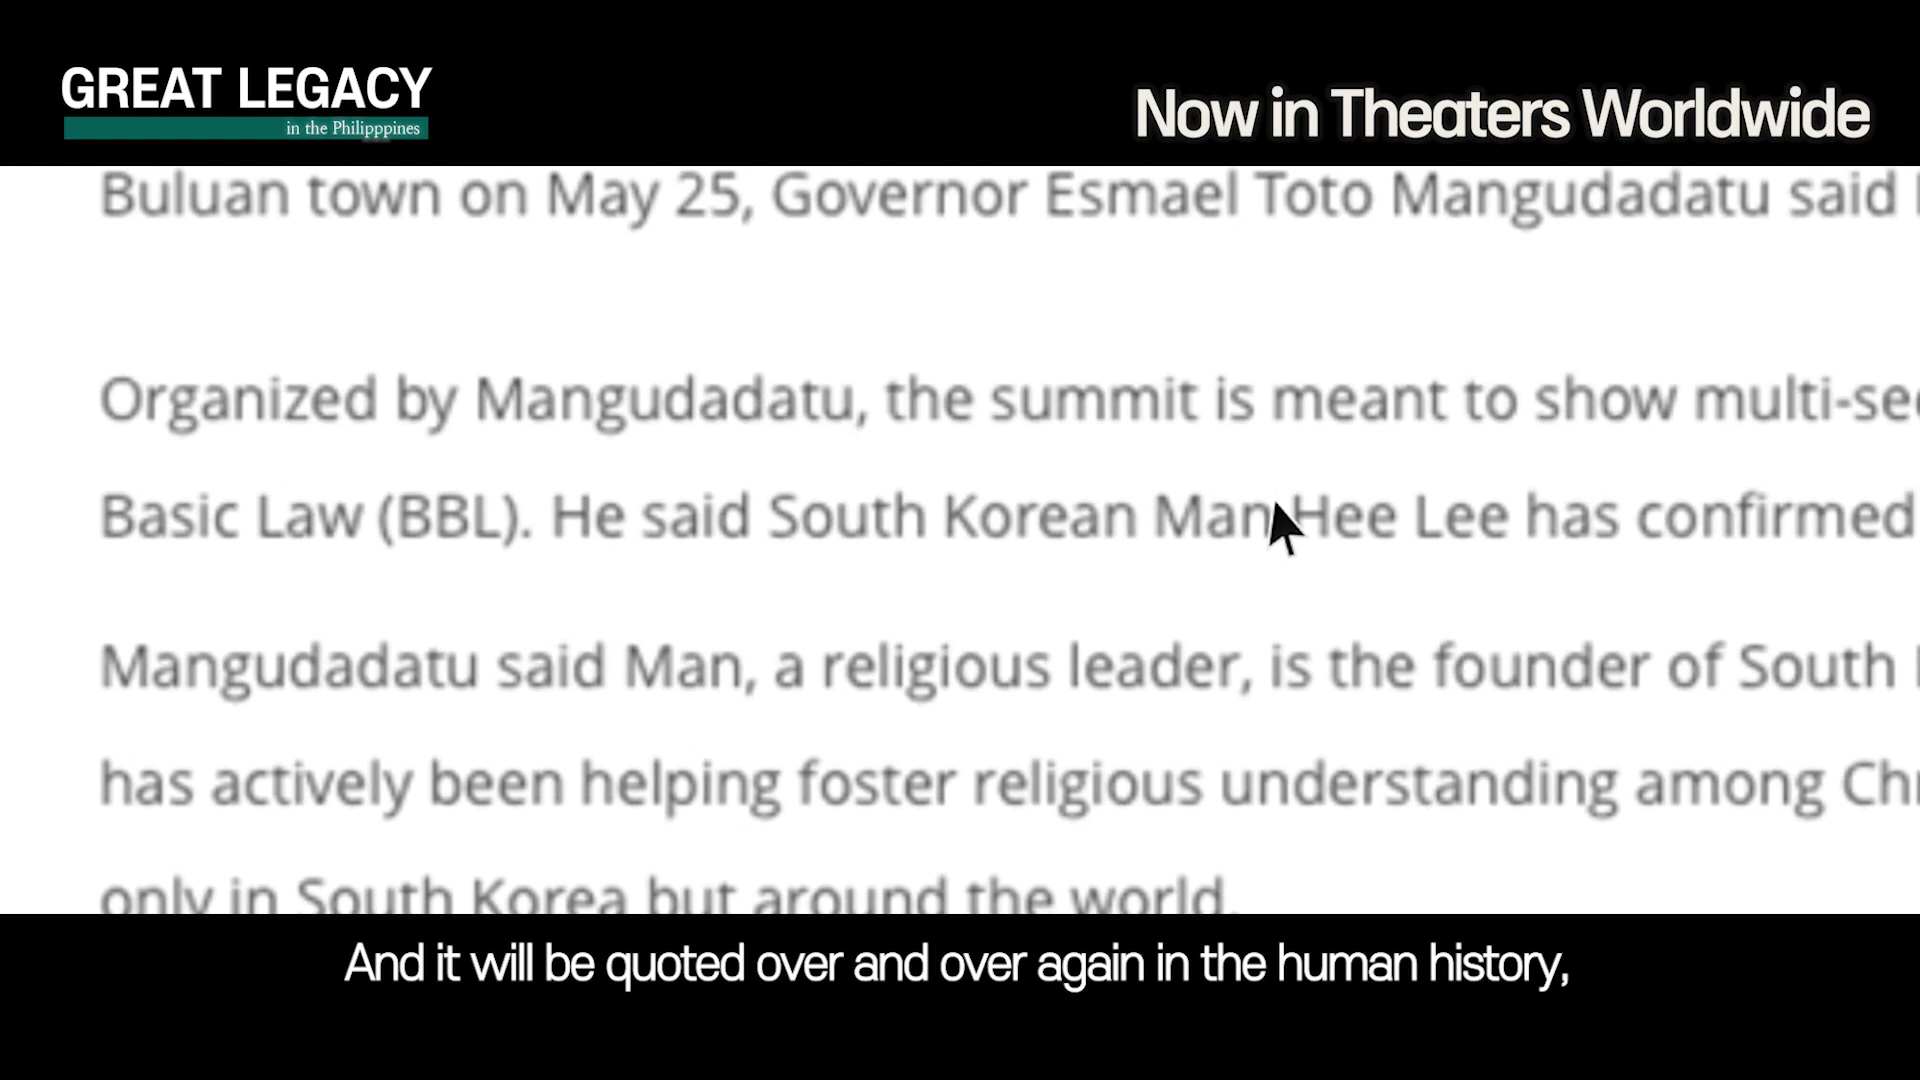 GREAT LEGACY
in the Philipppines
Now in Theaters Worldwide
Buluan town on May 25, Governor Esmael Toto Mangudadatu said
Organized by Mangudadatu, the summit is meant to show
Basic Law (BBL). He said South Korean Man Hee Lee has confirmed
Mangudadatu said Man, a religious leader, is the founder of South
has actively been helping foster religious understanding among
only in South Korea but around the world.
And it will be quoted over and over again in the human history,